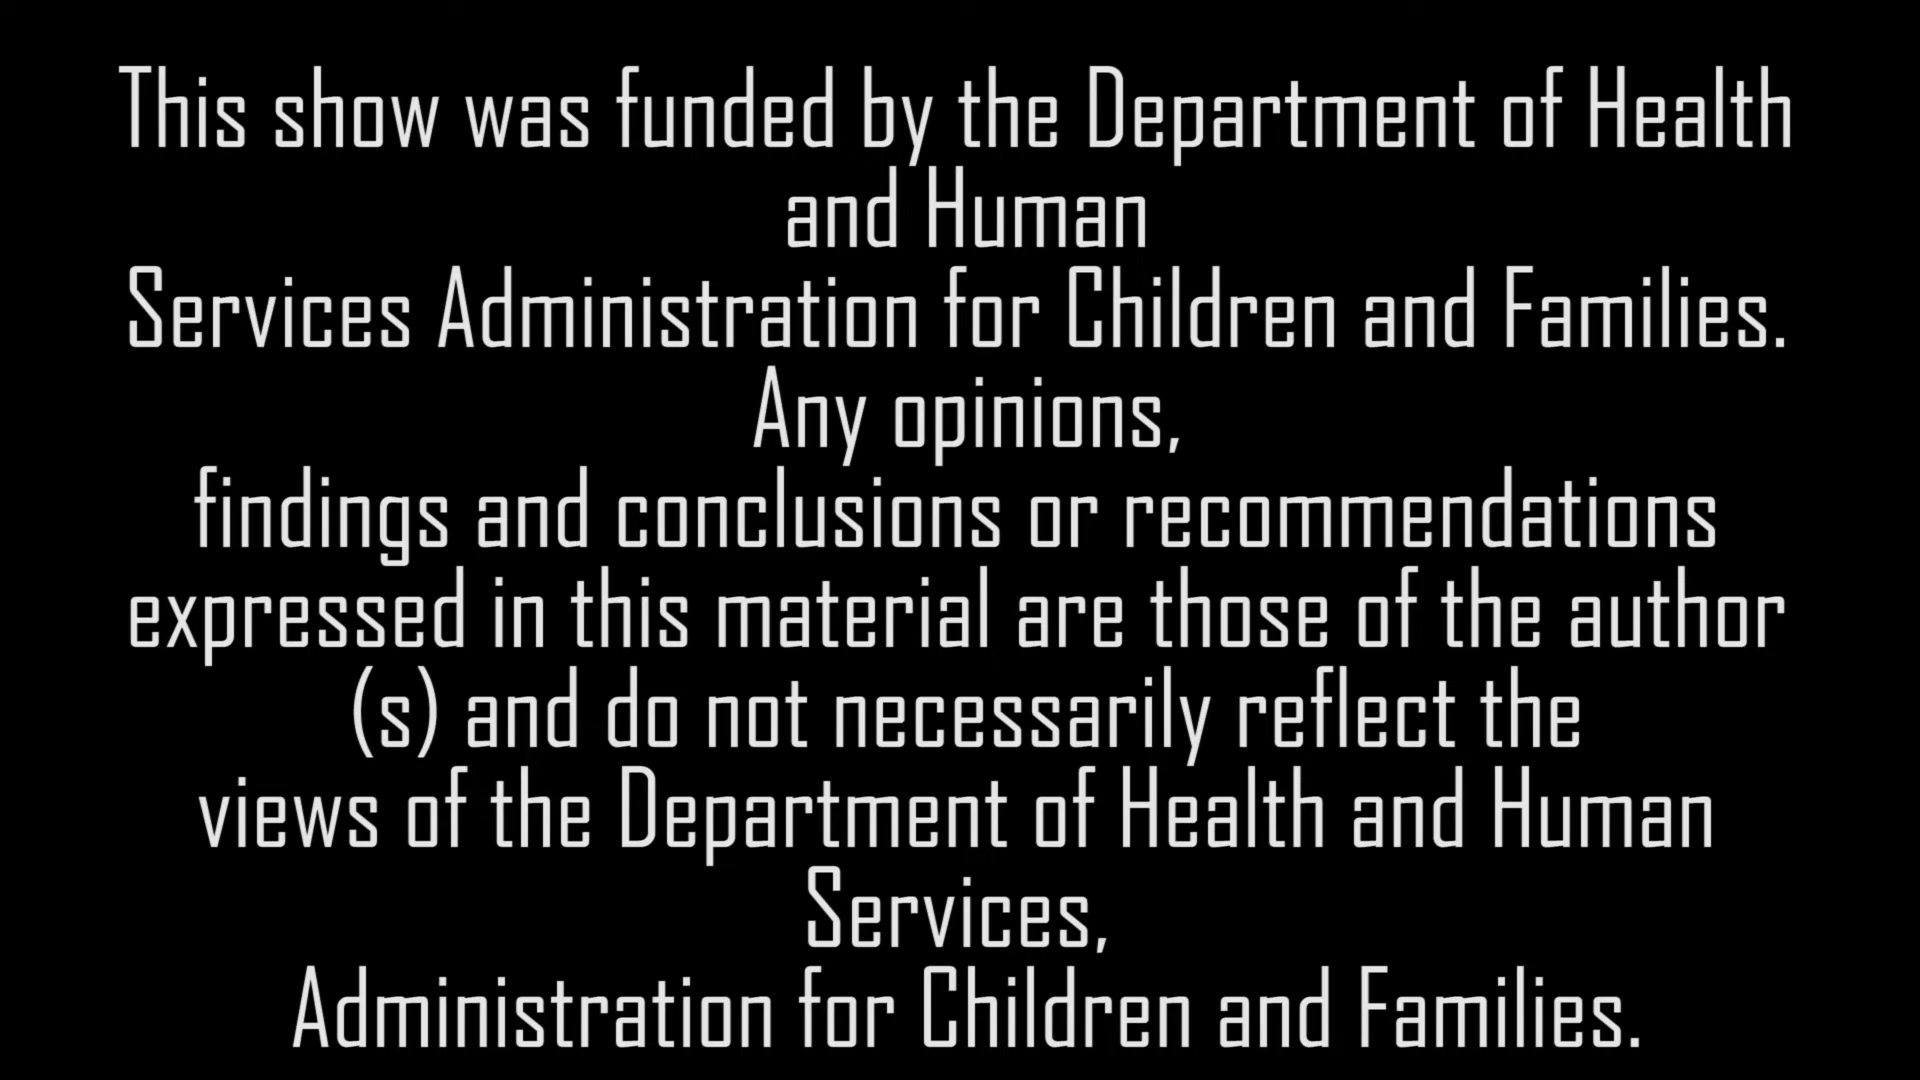 This show was funded by the Department of Health
and Human
Services Administration for Children and Families.
Any opinions,
findings and conclusions or recommendations
expressed in this material are those of the author
(s) and do not necessarily reflect the
views of the Department of Health and Human
Services,
Administration for Children and Families.